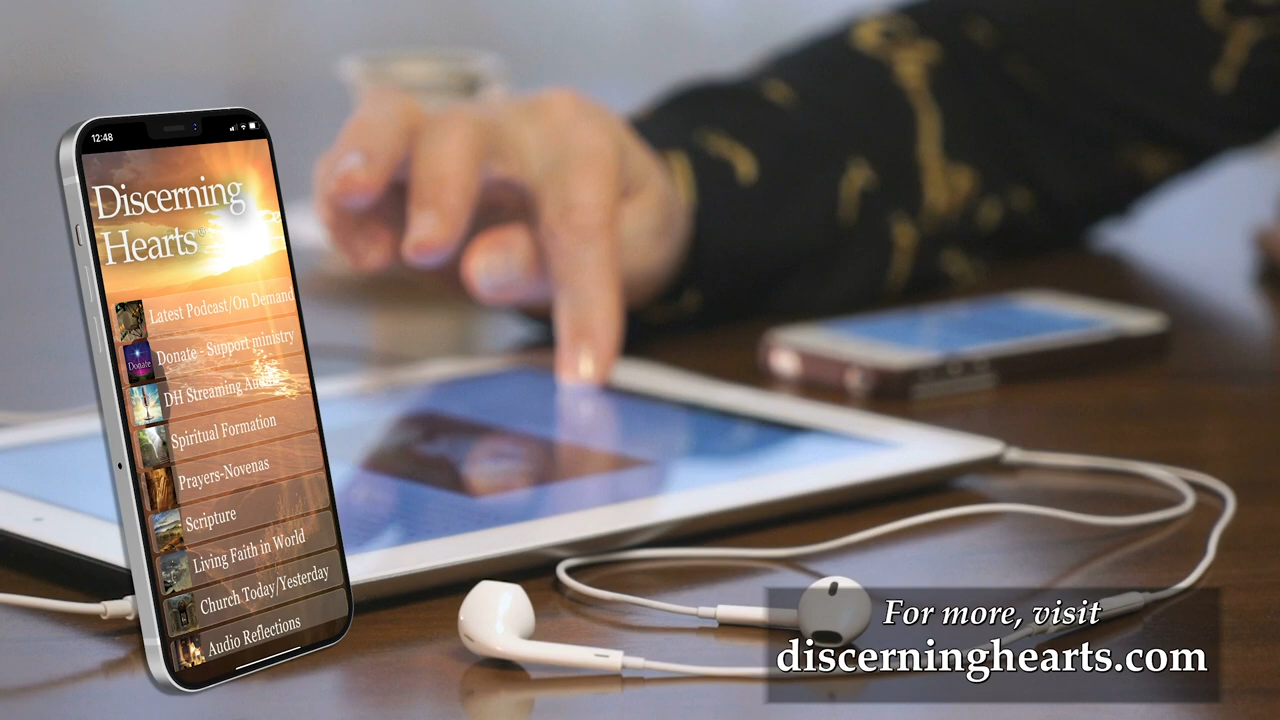 12:48
Discerning
Hearts®
Latest Podcast/On Demand
Donate
Donate - Support ministry
DH Streaming Audio
Spiritual Formation
Prayers-Novenas
Scripture
Living Faith in World
Church Today/Yesterday
Audio Reflections
For more, visit
discerninghearts.com